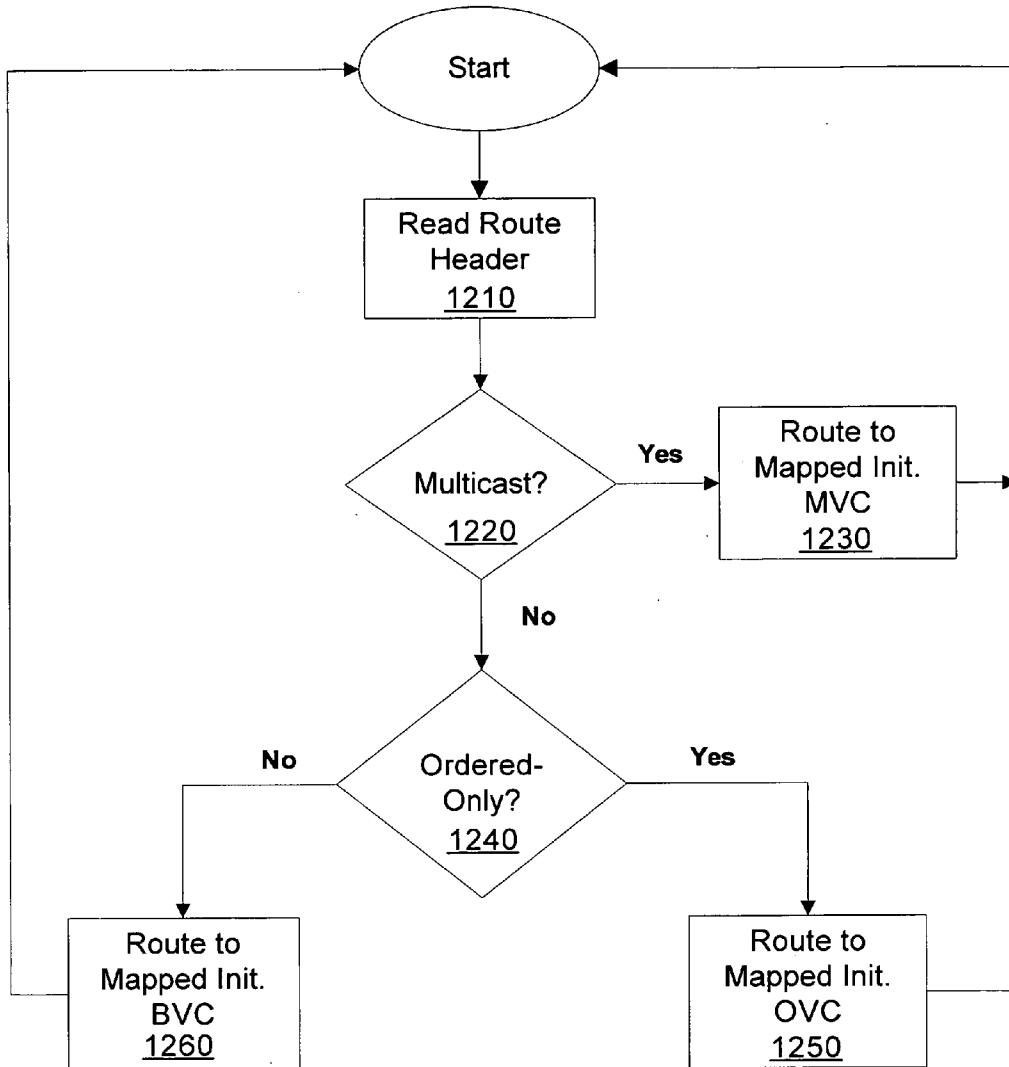 Start
Read Route
Header
1210
Multicast?
1220
Yes
Route to
Mapped Init.
MVC
1230
No
Ordered-
Only?
1240
No
Yes
Route to
Mapped Init.
BVC
1260
Route to
Mapped Init.
OVC
1250